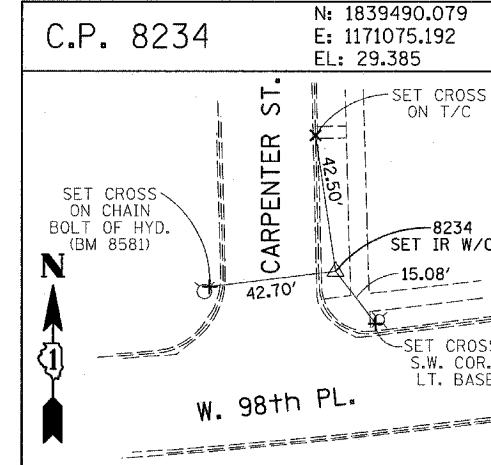 C.P. 8234
N: 1839490.079
E: 1171075.192
EL: 29.385
SET CROSS
ON T/C
CARPENTER ST.
42.50'
SET CROSS
ON CHAIN
BOLT OF HYD.
(BM 8581)
8234
SET IR W/C
N
42.70'
15.08'
1
SET CROSS
S.W. COR.
LT. BASE
W. 98th PL.